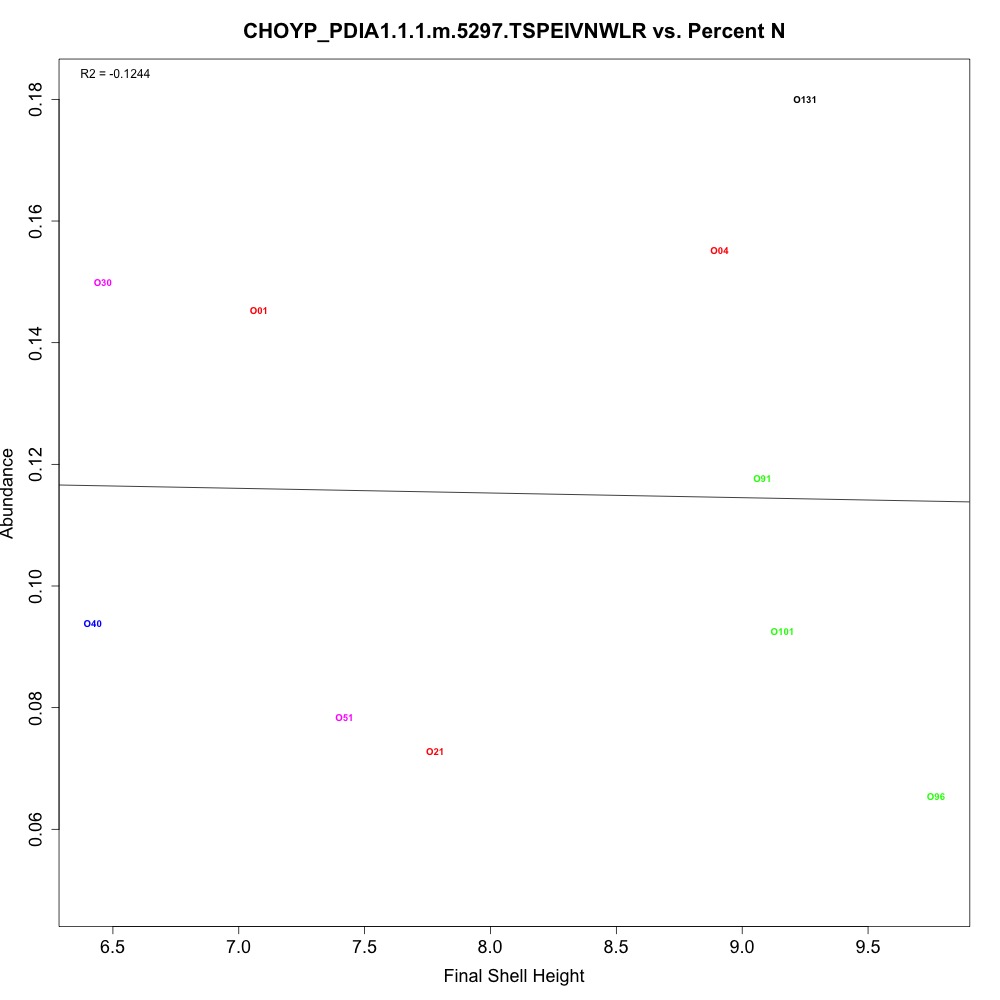 CHOYP_PDIA1.1.1.m.5297.TSPEIVNWLR vs. Percent N
R2 = -0.1244
0.18
O131
0.16
O04
O30
O01
0.14
0.12
O91
Abundance
0.10
O40
O101
0.08
O51
O21
O96
0.06
6.5 7.0 7.5 8.0 8.5 9.0 9.5
Final Shell Height